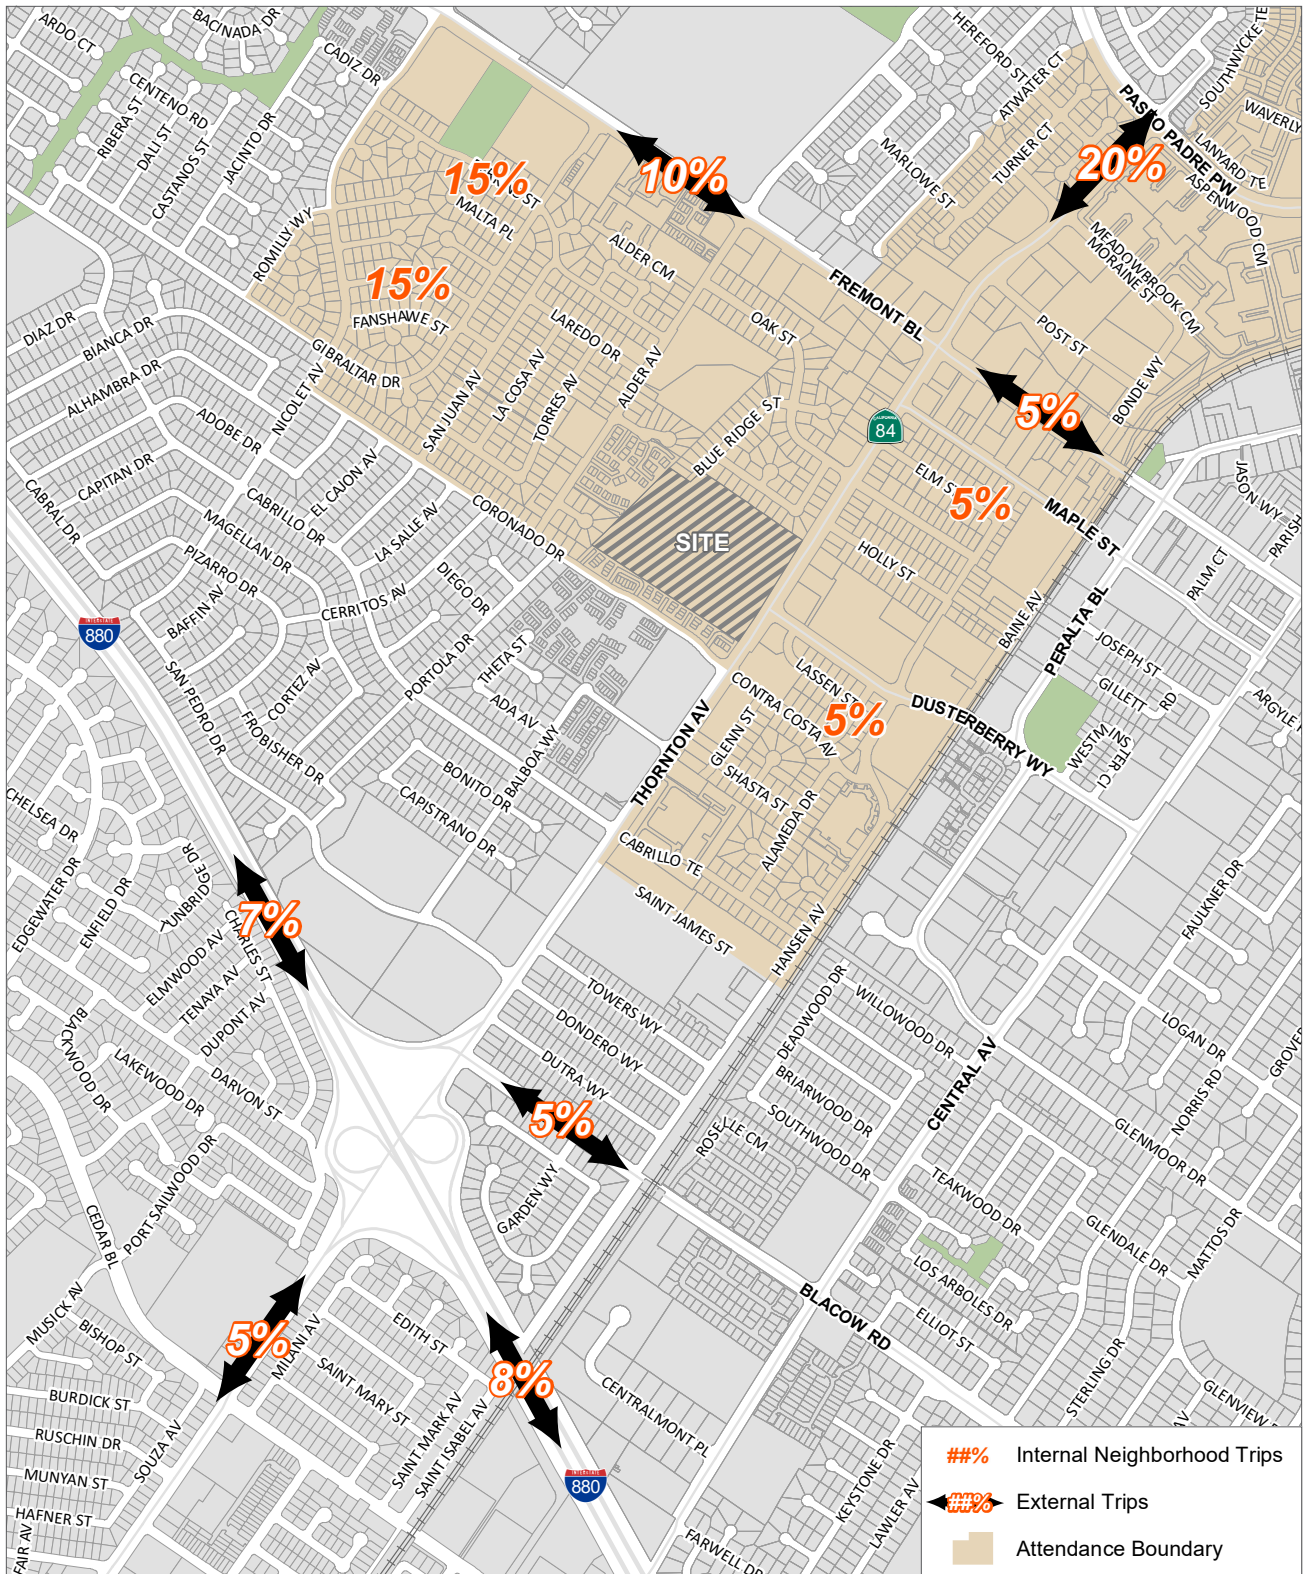 BACINADA DR
ARDO CT
CADIZ DR
CENTENO RD
RIBERA ST
DALI ST
CASTANOS ST
JACINTO DR
HEREFORD ST
ATWATER CT
SOUTHWYCKE TE
WAVERLY
PASEO PADRE PW
LANYARD TE
ASPENWOOD CM
TURNER CT
MARLOWE ST
15%
10%
20%
MALTA PL
ROMILLY WY
ALDER CM
MEADOWBROOK CM
MORAINE ST
15%
FREMONT BL
FANSHAWE ST
LAREDO DR
OAK ST
POST ST
DIAZ DR
BIANCA DR
ALHAMBRA DR
GIBRALTAR DR
NICOLET AV
SAN JUAN AV
LA COSA AV
TORRES AV
ALDER AV
BLUE RIDGE ST
CALIFORNIA
84
5%
BONDE WY
ADOBE DR
CAPITAN DR
CABRAL DR
CABRILLO DR
EL CAJON AV
LA SALLE AV
CORONADO DR
MAGELLAN DR
PIZARRO DR
BAFFIN AV
CERRITOS AV
DIEGO DR
SITE
ELM ST
5%
MAPLE ST
HOLLY ST
JASON WY
PARISH
PALM CT
BAINE AV
PERALTA BL
JOSEPH ST
GILLETT RD
ARGYLE
WESTMINSTER CI
INTERSTATE
880
SAN PEDRO DR
CORTEZ AV
PORTOLA DR
THETA ST
ADA AV
BALBOA WY
FROBISHER DR
BONITO DR
CAPISTRANO DR
THORNTON AV
LASSEN ST
CONTRA COSTA AV
5%
DUSTERBERRY WY
GLENN ST
SHASTA ST
ALAMEDA DR
CABRILLO TE
SAINT JAMES ST
HANSEN AV
CHELSEA DR
EDGEWATER DR
ENFIELD DR
TUNBRIDGE DR
7%
CHARLES ST
ELMWOOD AV
TENAYA AV
DUPONT AV
BLACKWOOD DR
LAKEWOOD DR
DARVON ST
PORT SAILWOOD DR
CEDAR BL
TOWERS WY
DONDERO WY
DUTRA WY
5%
GARDEN WY
DEADWOOD DR
WILLOWOOD DR
BRIARWOOD DR
SOUTHWOOD DR
ROSELLE CM
CENTRAL AV
FAULKNER DR
LOGAN DR
GROVER
NORRIS RD
GLENMOOR DR
TEAKWOOD DR
GLENDALE DR
MATTOS DR
LOS ARBOLES DR
ELLIOT ST
BLACOW RD
STERLING DR
GLENVIEW
MUSICK AV
BISHOP ST
5%
MILANI AV
EDITH ST
8%
SAINT MARY ST
SAINT MARK AV
SAINT ISABEL AV
CENTRALMONT PL
BURDICK ST
RUSCHIN DR
MUNYAN ST
HAFNER ST
FAIR AV
SOUZA AV
INTERSTATE
880
KEYSTONE DR
LAWLER AV
FARWELL DR
AV
##% Internal Neighborhood Trips
##% External Trips
Attendance Boundary